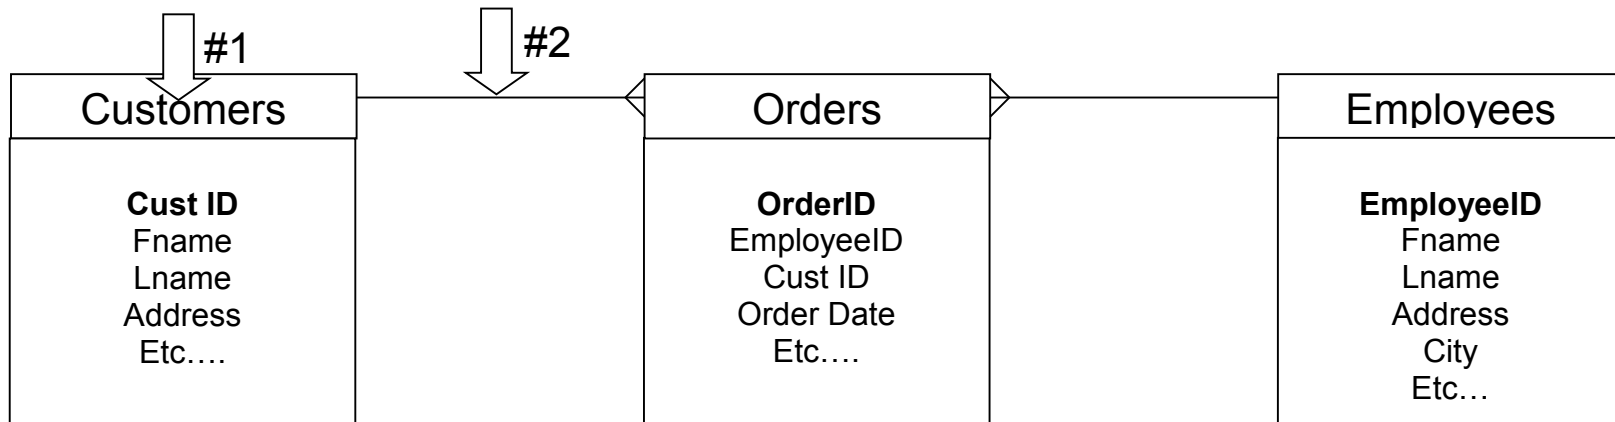 #1
#2
Customers
Orders
Employees
Cust ID
Fname
Lname
Address
Etc….
OrderID
EmployeeID
Cust ID
Order Date
Etc….
EmployeeID
Fname
Lname
Address
City
Etc…